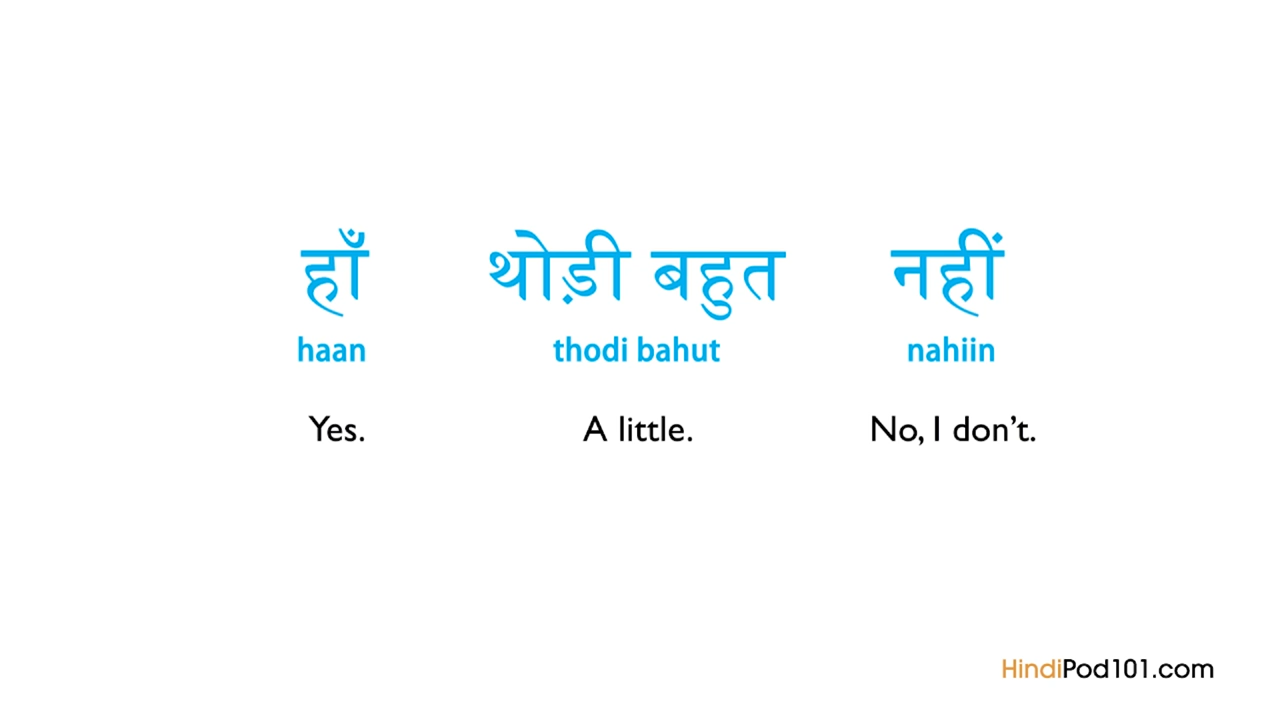 हाँ थोड़ी बहुत नहीं
haan thodi bahut nahiin
Yes. A little. No, I don't.
HindiPod101.com